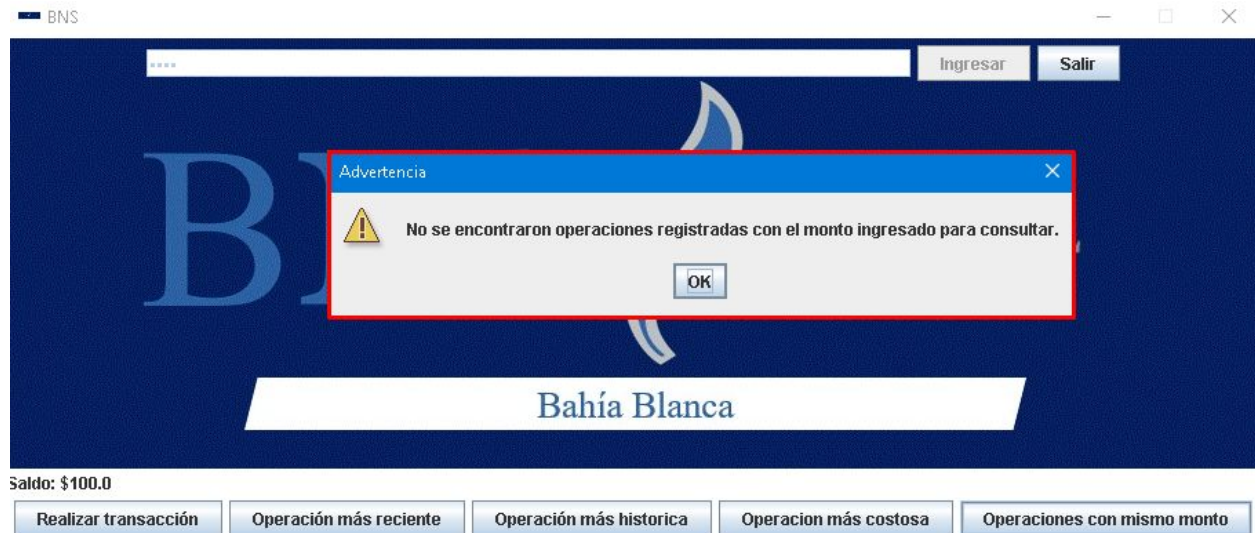 BNS
Ingresar
Salir
B
Advertencia
No se encontraron operaciones registradas con el monto ingresado para consultar.
OK
Bahía Blanca
Saldo: $100.0
Realizar transacción
Operación más reciente
Operación más historica
Operacion más costosa
Operaciones con mismo monto